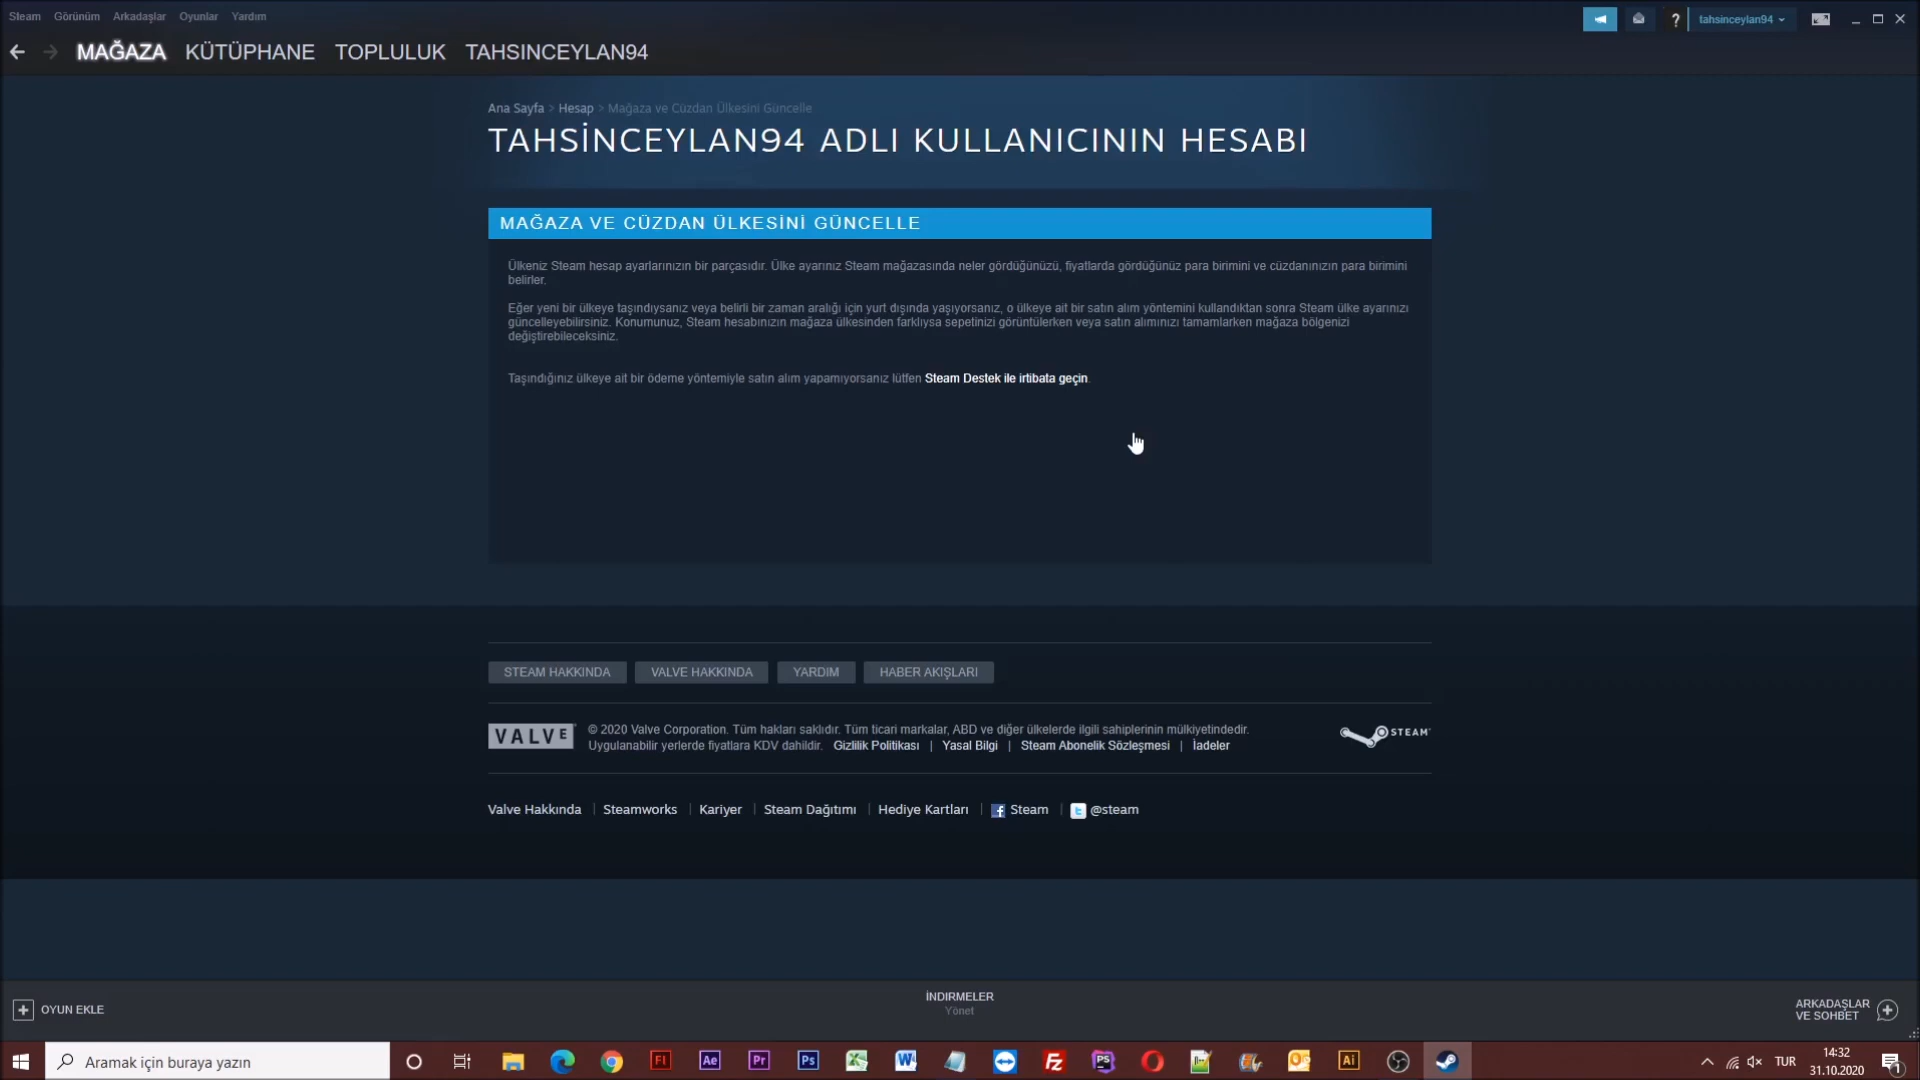 Steam Görünüm Arkadaşlar Oyunlar Yardım
? tahsinceylan94
MAĞAZA KÜTÜPHANE TOPLULUK TAHSINCEYLAN94
Ana Sayfa > Hesap > Mağaza ve Cüzdan Ülkesini Güncelle
TAHSİNCEYLAN94 ADLI KULLANICININ HESABI
MAĞAZA VE CÜZDAN ÜLKESİNİ GÜNCELLE
Ülkeniz Steam hesap ayarlarınızın bir parçasıdır. Ülke ayarınız Steam mağazasında neler gördüğünüzü, fiyatlarda gördüğünüz para birimini ve cüzdanınızın para birimini
belirler.
Eğer yeni bir ülkeye taşındıysanız veya belirli bir zaman aralığı için yurt dışında yaşıyorsanız, o ülkeye ait bir satın alım yöntemini kullandıktan sonra Steam ülke ayarınızı
güncelleyebilirsiniz. Konumunuz, Steam hesabınızın mağaza ülkesinden farklıysa sepetinizi görüntülerken veya satın alımınızı tamamlarken mağaza bölgenizi
değiştirebileceksiniz.
Taşındığınız ülkeye ait bir ödeme yöntemiyle satın alım yapamıyorsanız lütfen Steam Destek ile irtibata geçin.
STEAM HAKKINDA VALVE HAKKINDA YARDIM HABER AKIŞLARI
VALVE © 2020 Valve Corporation. Tüm hakları saklıdır. Tüm ticari markalar, ABD ve diğer ülkelerde ilgili sahiplerinin mülkiyetindedir.
Uygulanabilir yerlerde fiyatlara KDV dahildir. Gizlilik Politikası | Yasal Bilgi | Steam Abonelik Sözleşmesi | İadeler
STEAM
Valve Hakkında | Steamworks | Kariyer | Steam Dağıtımı | Hediye Kartları | Steam | @steam
OYUN EKLE
İNDİRMELER
Yönet
ARKADAŞLAR
VE SOHBET
Aramak için buraya yazın
Fl Ae Pr Ps W Fz PS Ai
TUR
14:32
31.10.2020
1